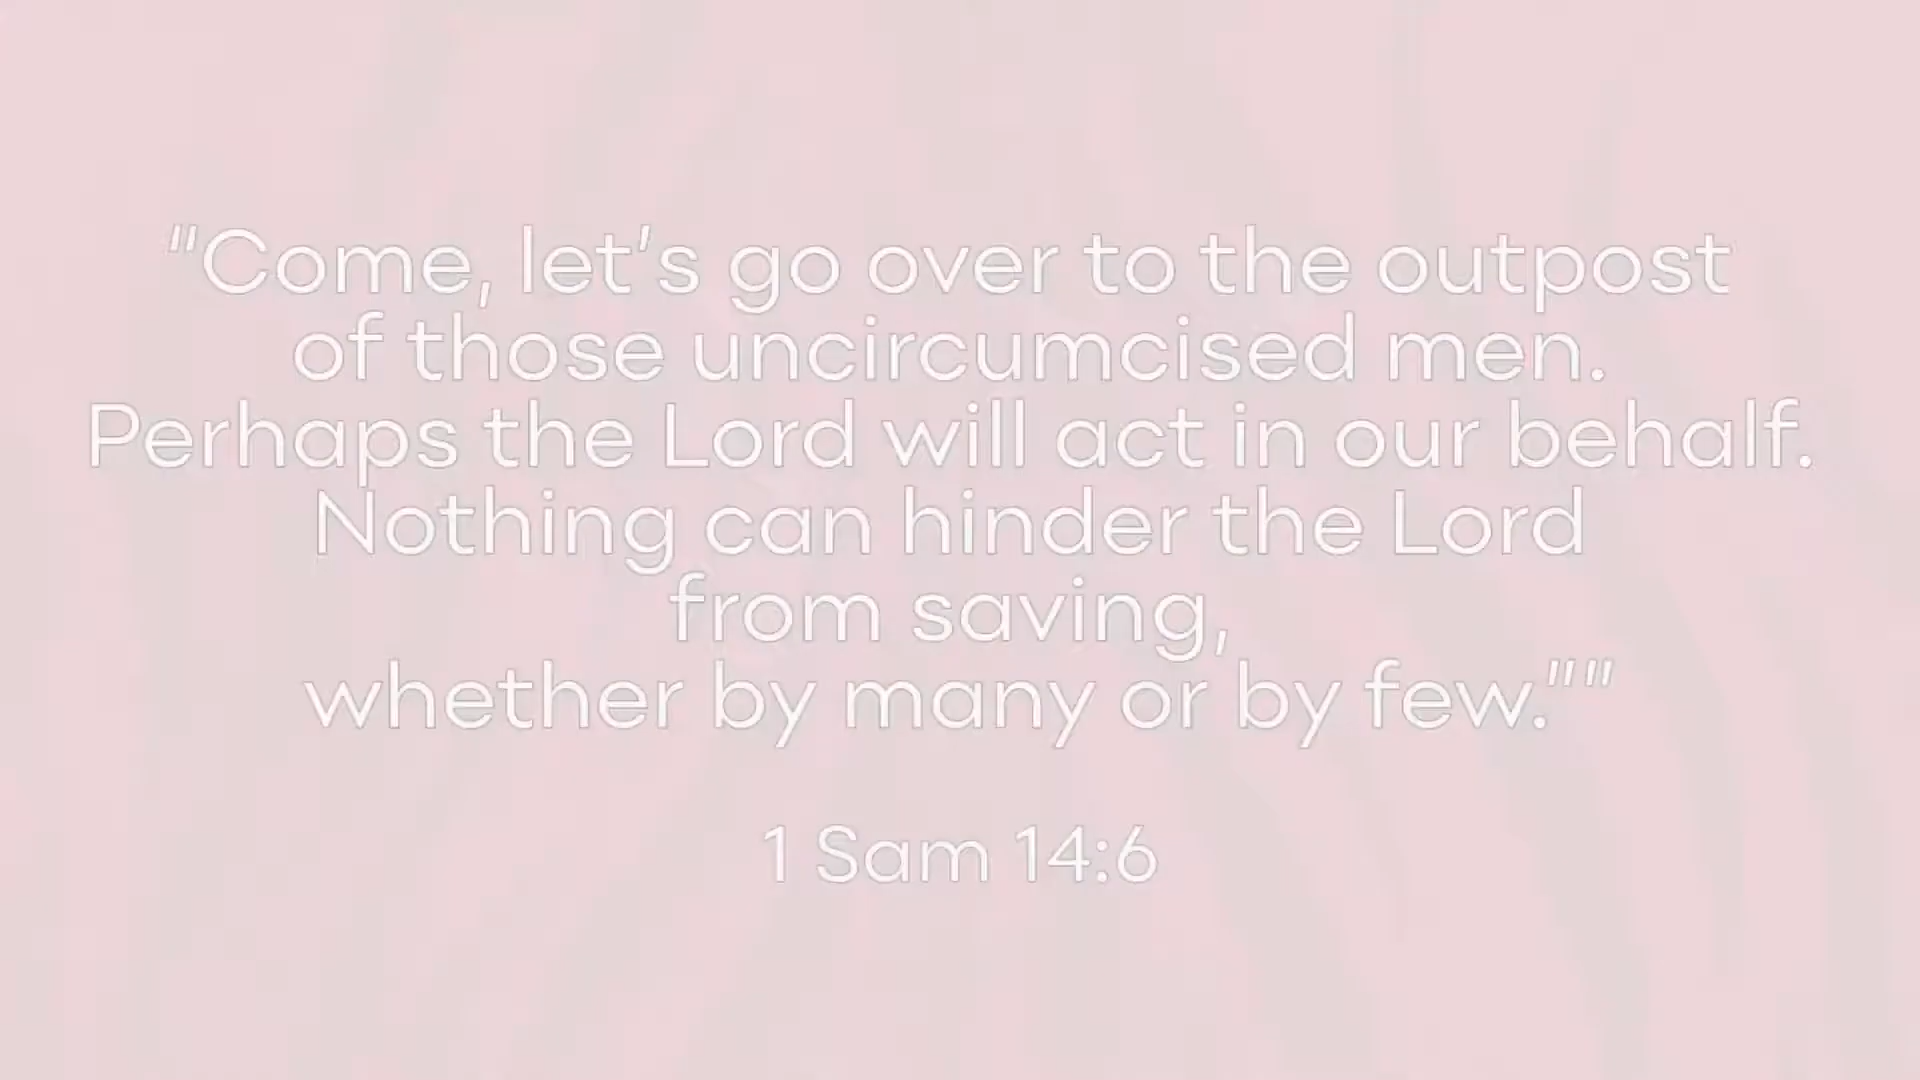 "Come, let's go over to the outpost
of those uncircumcised men.
Perhaps the Lord will act in our behalf.
Nothing can hinder the Lord
from saving,
whether by many or by few.""
1 Sam 14:6